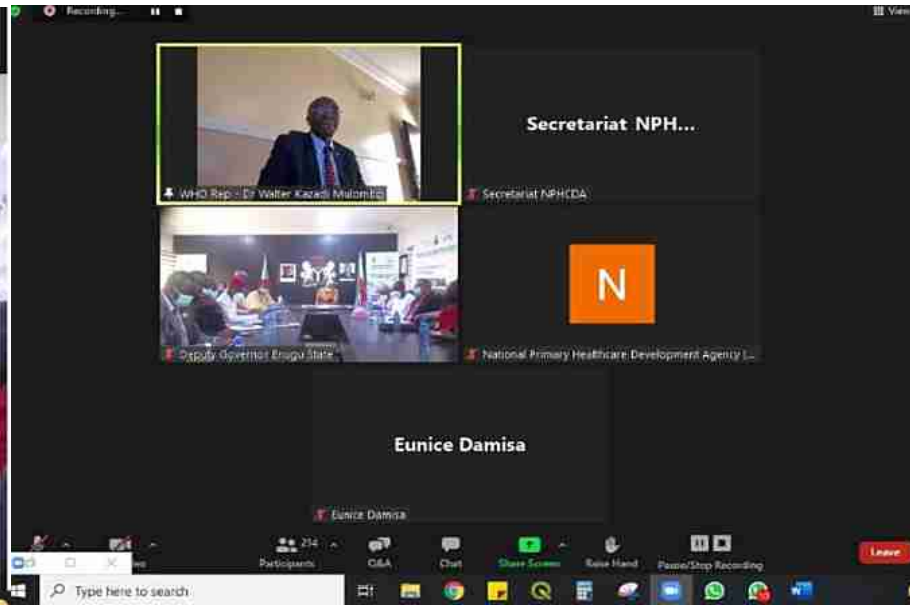 Recording...
View
Secretariat NPH...
WHO Rep - Dr Walter Kazadi Mulombo
Secretariat NPHCDA
N
Deputy Governor Enugu State
National Primary Healthcare Development Agency (...
Eunice Damisa
Eunice Damisa
214
Participants
Q&A
Chat
Share Screen
Raise Hand
Pause/Stop Recording
Leave
Type here to search